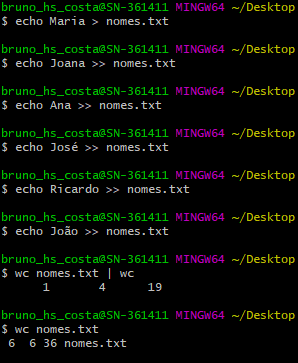 bruno_hs_costa@SN-361411 MINGW64 ~/Desktop
$ echo Maria > nomes.txt
bruno_hs_costa@SN-361411 MINGW64 ~/Desktop
$ echo Joana >> nomes.txt
bruno_hs_costa@SN-361411 MINGW64 ~/Desktop
$ echo Ana >> nomes.txt
bruno_hs_costa@SN-361411 MINGW64 ~/Desktop
$ echo José >> nomes.txt
bruno_hs_costa@SN-361411 MINGW64 ~/Desktop
$ echo Ricardo >> nomes.txt
bruno_hs_costa@SN-361411 MINGW64 ~/Desktop
$ echo João >> nomes.txt
bruno_hs_costa@SN-361411 MINGW64 ~/Desktop
$ wc nomes.txt | wc
1 4 19
bruno_hs_costa@SN-361411 MINGW64 ~/Desktop
$ wc nomes.txt
6 6 36 nomes.txt